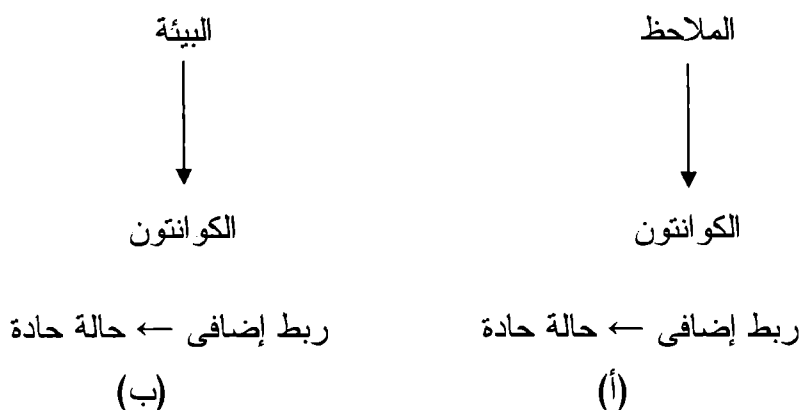 الملاحظ
البيئة
الكوانتون
الكوانتون
ربط إضافى ← حالة حادة
ربط إضافى ← حالة حادة
(أ)
(ب)